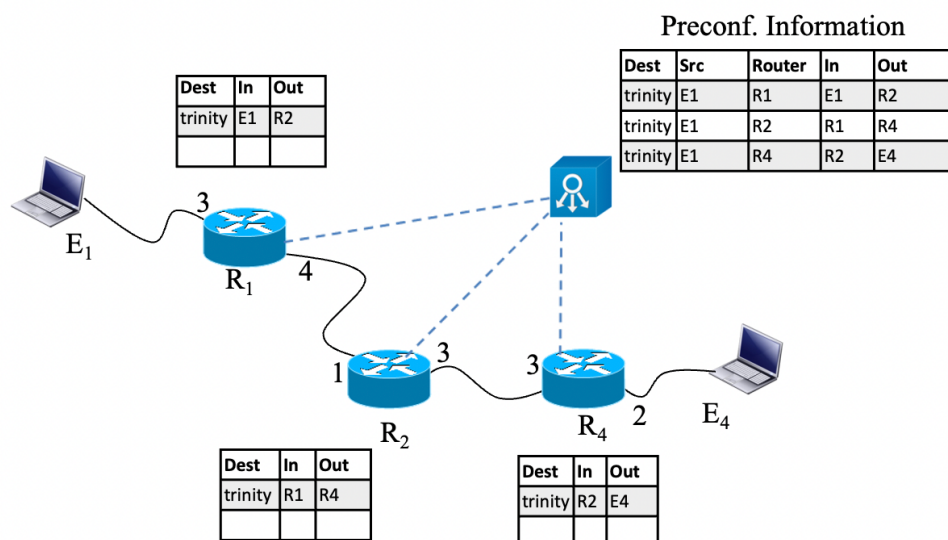 Preconf. Information
Dest Src Router In Out
trinity E1 R1 E1 R2
trinity E1 R2 R1 R4
trinity E1 R4 R2 E4
Dest In Out
trinity E1 R2
3
E₁
R₁
4
1
3
3
R₂
R₄
2
E₄
Dest In Out
trinity R1 R4
Dest In Out
trinity R2 E4